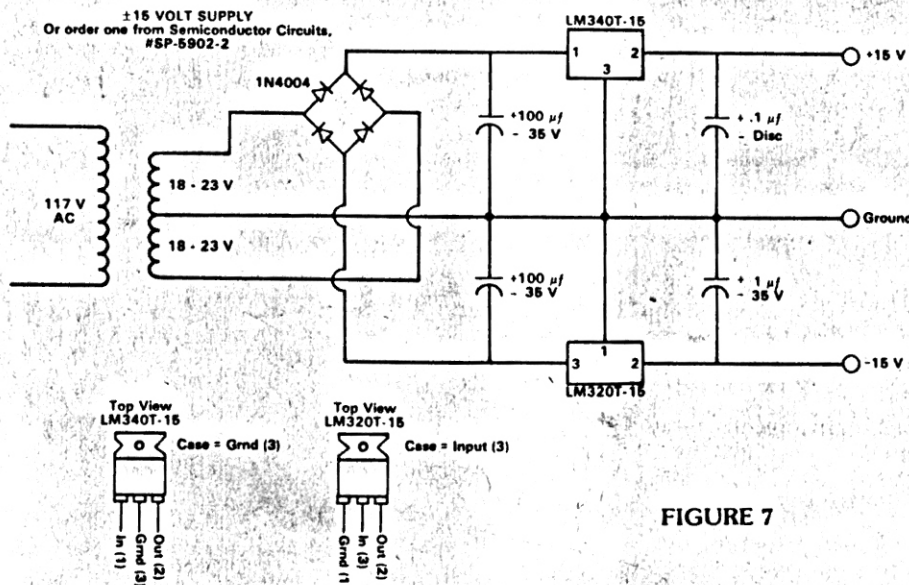 ±15 VOLT SUPPLY
Or order one from Semiconductor Circuits,
#SP-5902-2
LM340T-15
1
2
3
+15 V
1N4004
+100 µf
- 35 V
+ .1 µf
- Disc
117 V
AC
18 - 23 V
18 - 23 V
Ground
+100 µf
- 35 V
+ 1 µf
- 35 V
3
1
2
LM320T-15
-15 V
Top View
LM340T-15
Case = Grnd (3)
In (1)
Grnd (3)
Out (2)
Top View
LM320T-15
Case = Input (3)
Grnd (1
In (3)
Out (2)
FIGURE 7